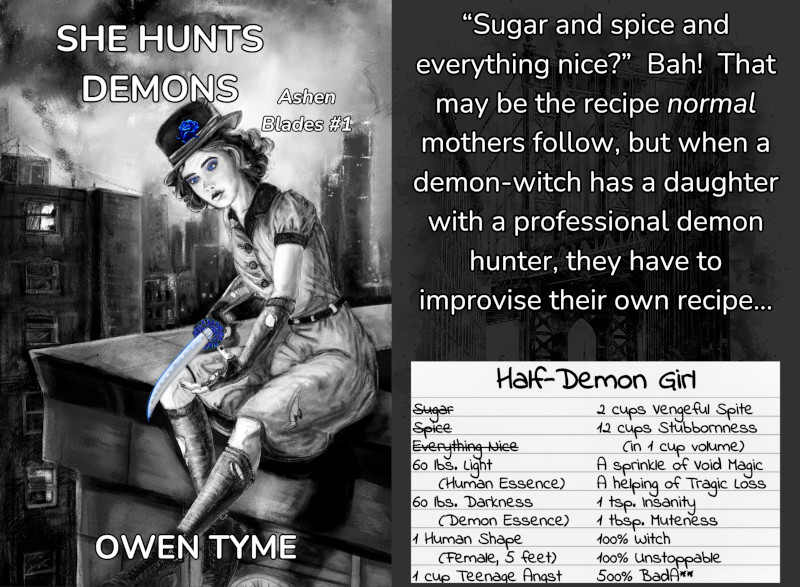 SHE HUNTS
DEMONS
Ashen
Blades #1
OWEN TYME
“Sugar and spice and
everything nice?” Bah! That
may be the recipe normal
mothers follow, but when a
demon-witch has a daughter
with a professional demon
hunter, they have to
improvise their own recipe...
Half-Demon Girl
Sugar
Spice
Everything Nice
60 lbs. Light
(Human Essence)
60 lbs. Darkness
(Demon Essence)
1 Human Shape
(Female, 5 feet)
1 cup Teenage Angst
2 cups Vengeful Spite
12 cups Stubbornness
(in 1 cup volume)
A sprinkle of Void Magic
A helping of Tragic Loss
1 tsp. Insanity
1 tbsp. Muteness
100% Witch
100% Unstoppable
500% BadA**